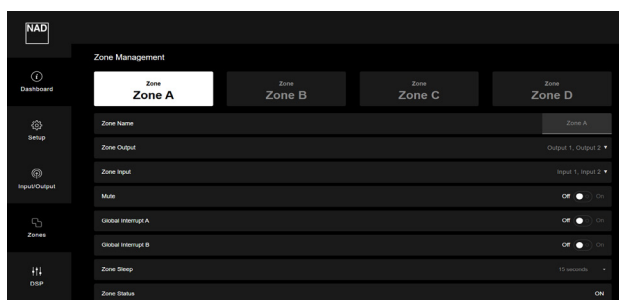 NAD
Zone Management
Dashboard
Zone
Zone A
Zone
Zone B
Zone
Zone C
Zone
Zone D
Setup
Zone Name
Zone A
Zone Output
Output 1, Output 2
Input/Output
Zone Input
Input 1, Input 2
Mute
Off On
Global Interrupt A
Off On
Zones
Global Interrupt B
Off On
Zone Sleep
15 seconds
DSP
Zone Status
ON